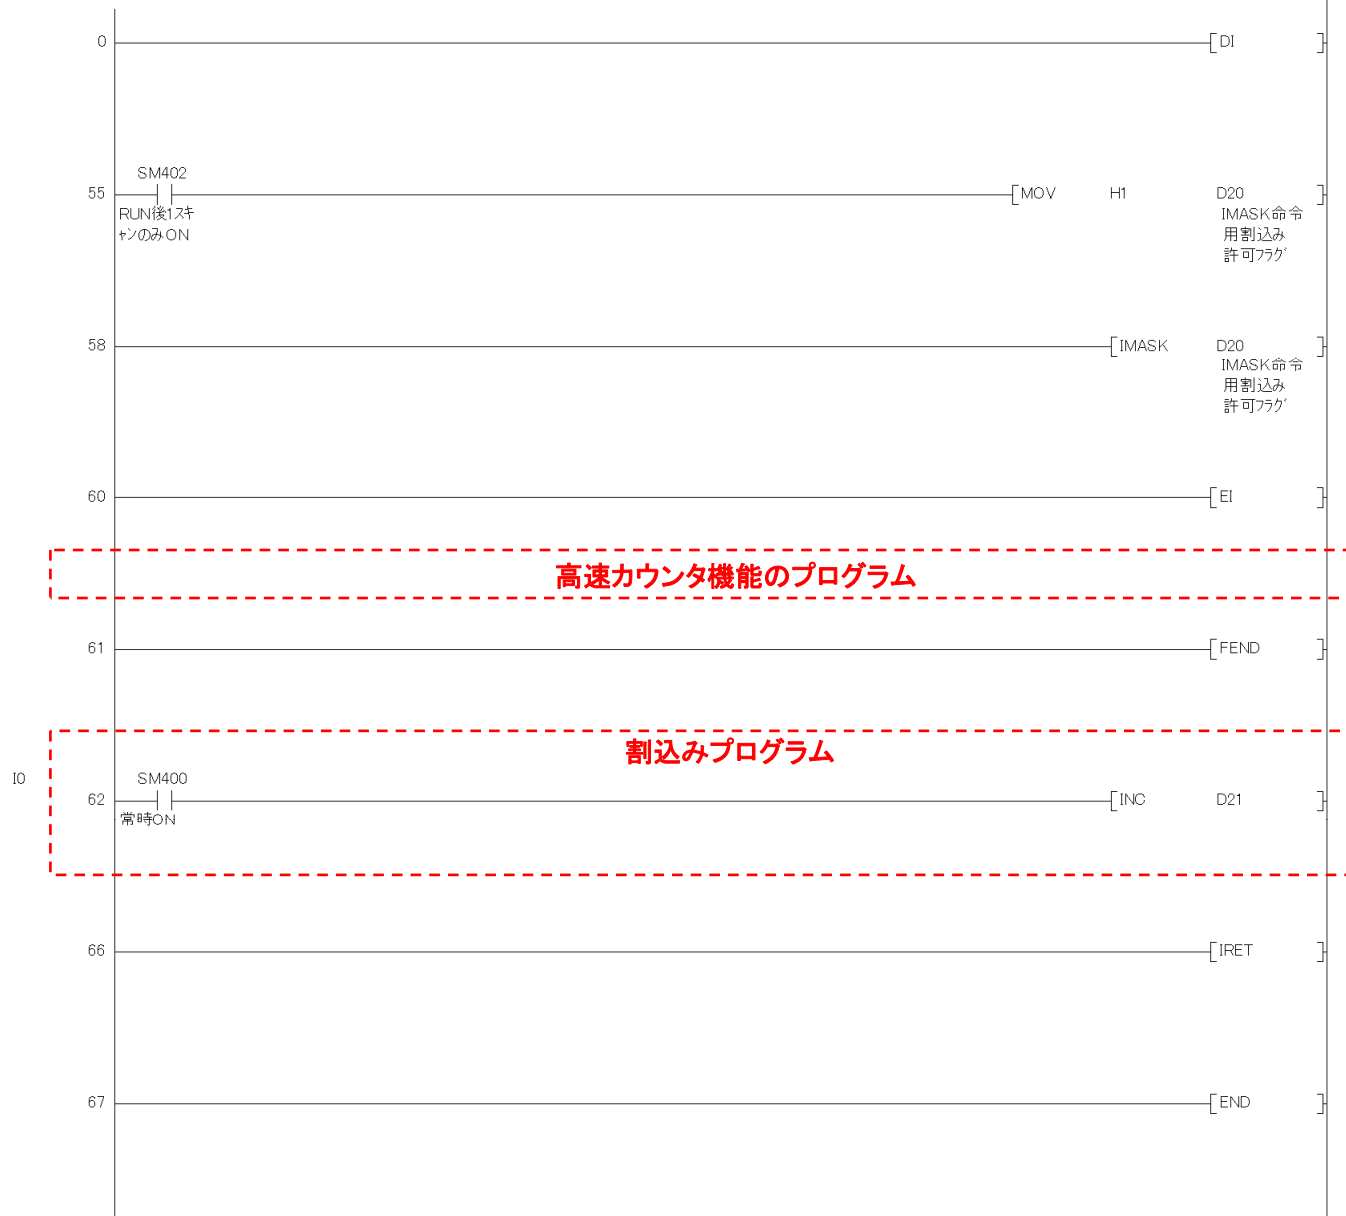 0 DI
SM402
55 MOV H1 D20
RUN後1スキ IMASK命令
ャンのみON 用割込み
許可フラグ
58 IMASK D20
IMASK命令
用割込み
許可フラグ
60 EI
高速カウンタ機能のプログラム
61 FEND
割込みプログラム
I0 SM400
62 INC D21
常時ON
66 IRET
67 END